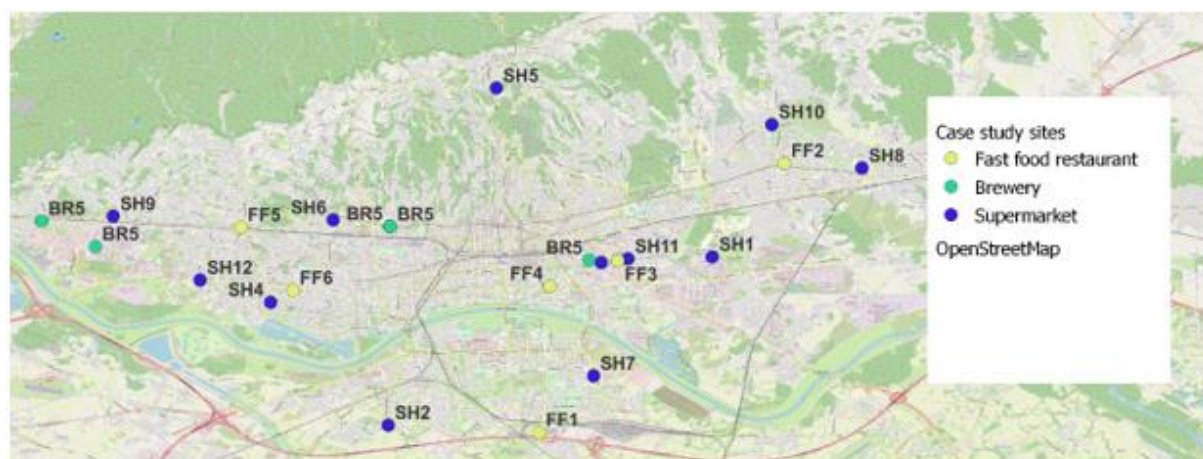 SH5
SH10
FF2
SH8
BR5
SH9
FF5
SH6
BR5
BR5
BR5
BR5
SH11
SH1
FF3
FF4
SH12
SH4
FF6
SH7
SH2
FF1
Case study sites
Fast food restaurant
Brewery
Supermarket
OpenStreetMap